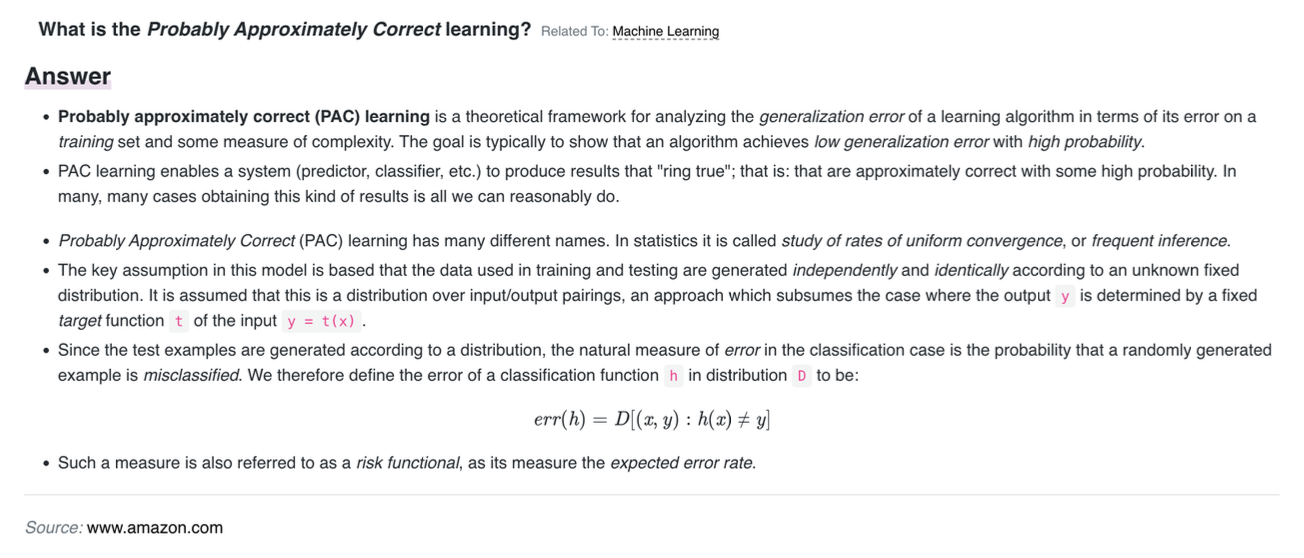 What is the Probably Approximately Correct learning? Related To: Machine Learning
Answer
• Probably approximately correct (PAC) learning is a theoretical framework for analyzing the generalization error of a learning algorithm in terms of its error on a
training set and some measure of complexity. The goal is typically to show that an algorithm achieves low generalization error with high probability.
• PAC learning enables a system (predictor, classifier, etc.) to produce results that "ring true"; that is: that are approximately correct with some high probability. In
many, many cases obtaining this kind of results is all we can reasonably do.
• Probably Approximately Correct (PAC) learning has many different names. In statistics it is called study of rates of uniform convergence, or frequent inference.
• The key assumption in this model is based that the data used in training and testing are generated independently and identically according to an unknown fixed
distribution. It is assumed that this is a distribution over input/output pairings, an approach which subsumes the case where the output y is determined by a fixed
target function t of the input y = t(x) .
• Since the test examples are generated according to a distribution, the natural measure of error in the classification case is the probability that a randomly generated
example is misclassified. We therefore define the error of a classification function h in distribution D to be:
err(h) = D[(x, y) : h(x) ≠ y]
• Such a measure is also referred to as a risk functional, as its measure the expected error rate.
Source: www.amazon.com